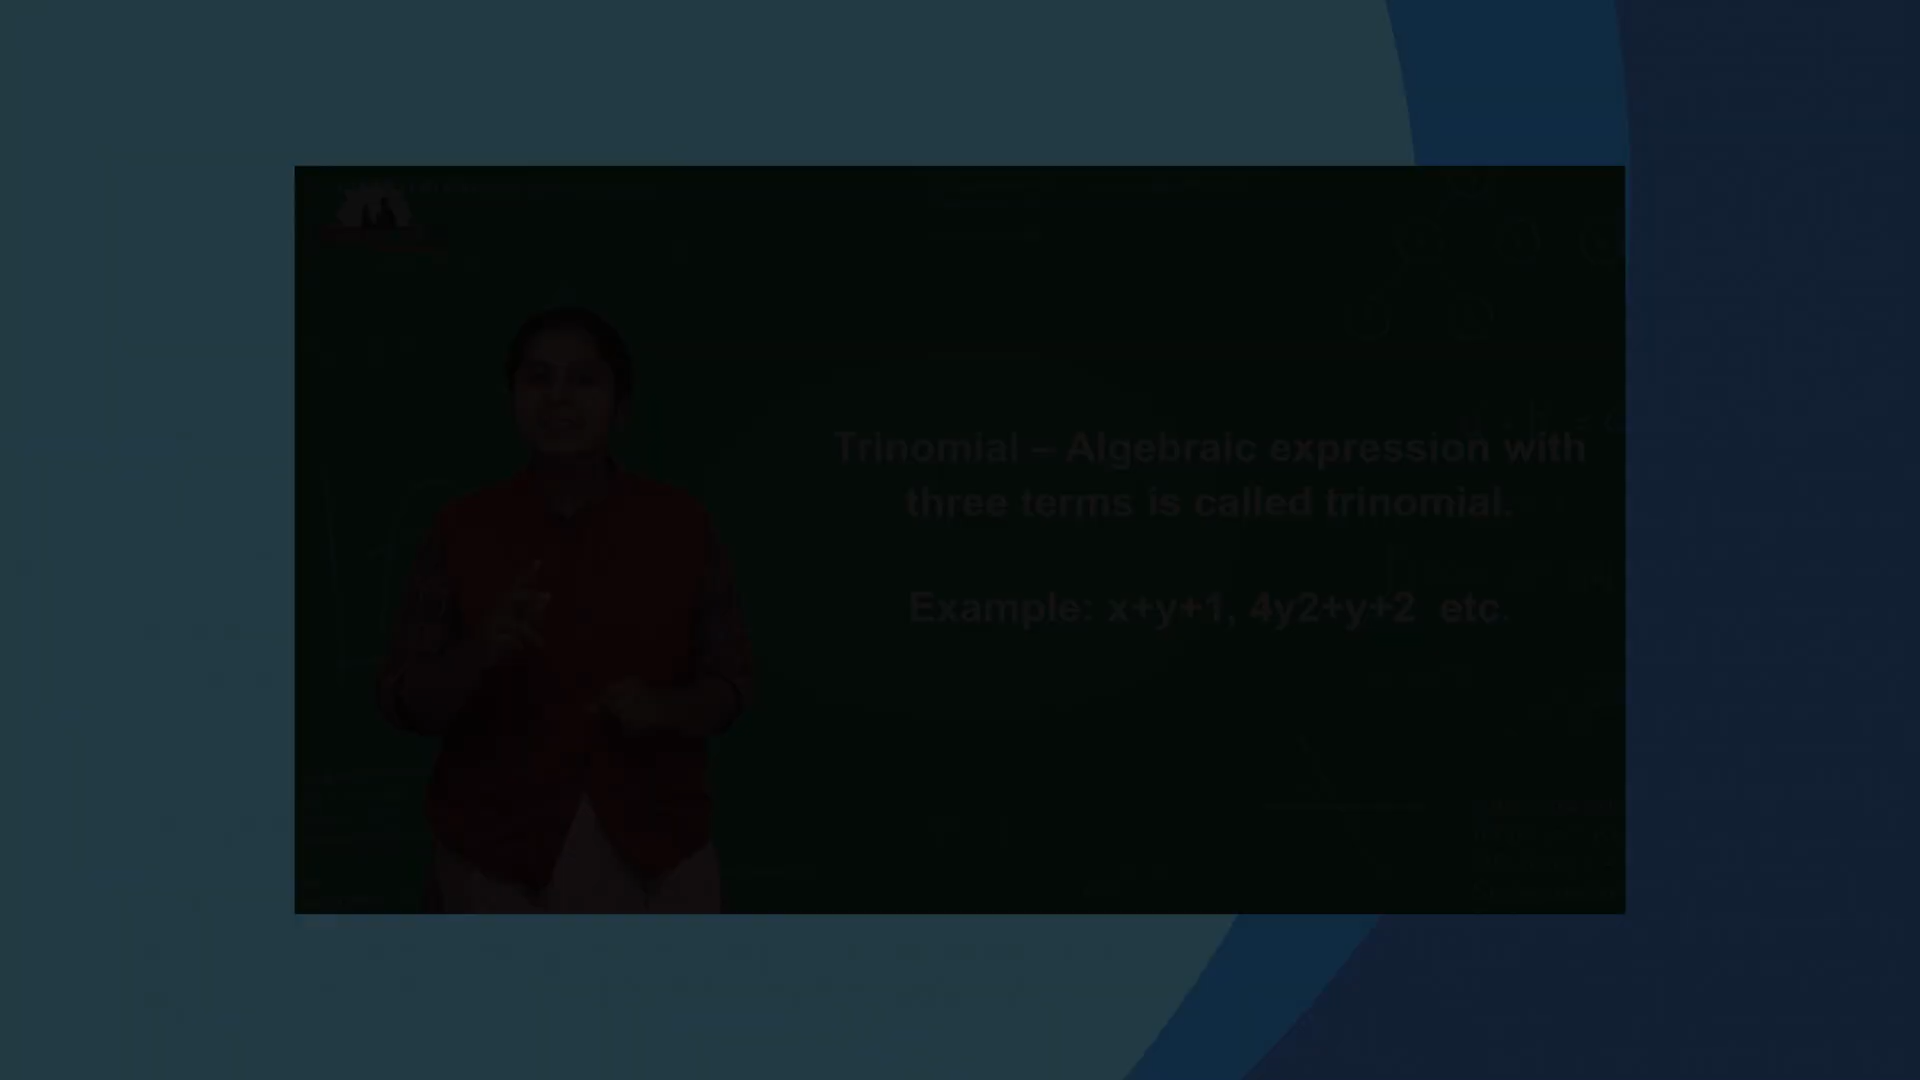 Trinomial – Algebraic expression with
three terms is called trinomial.
Example: x+y+1, 4y2+y+2 etc.